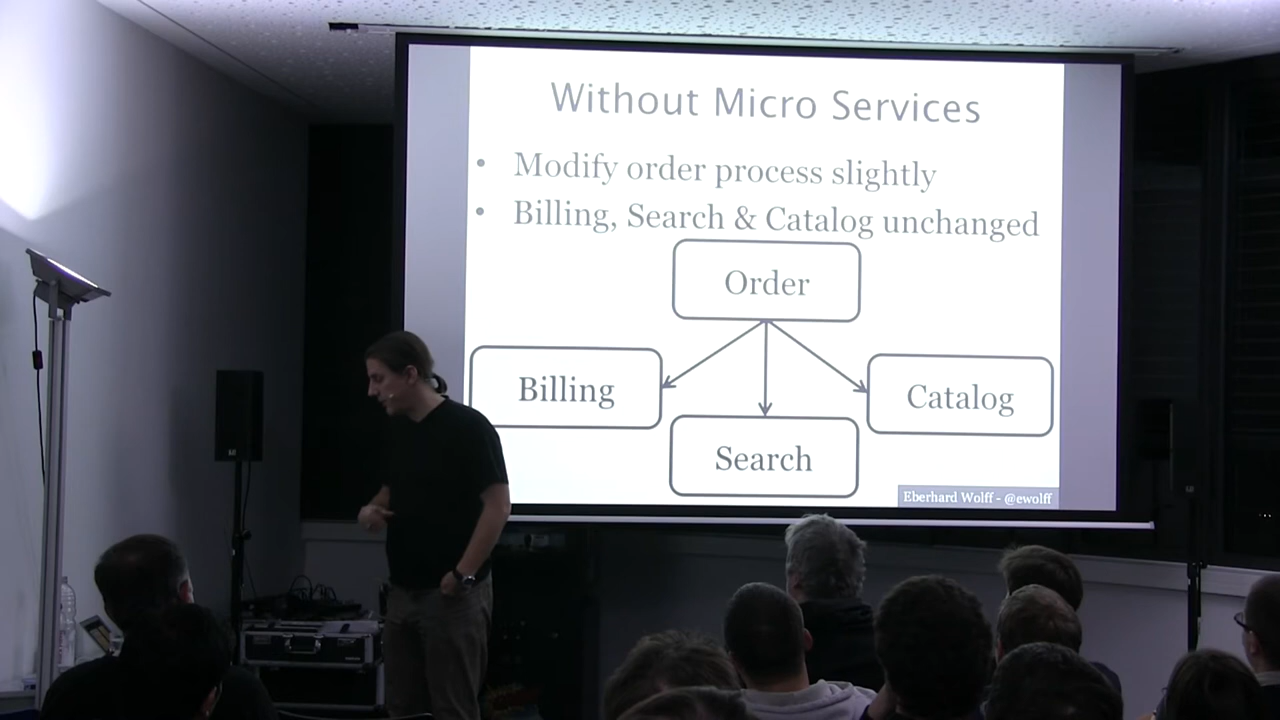 Without Micro Services
• Modify order process slightly
• Billing, Search & Catalog unchanged
Order
Billing
Catalog
Search
Eberhard Wolff - @ewolff